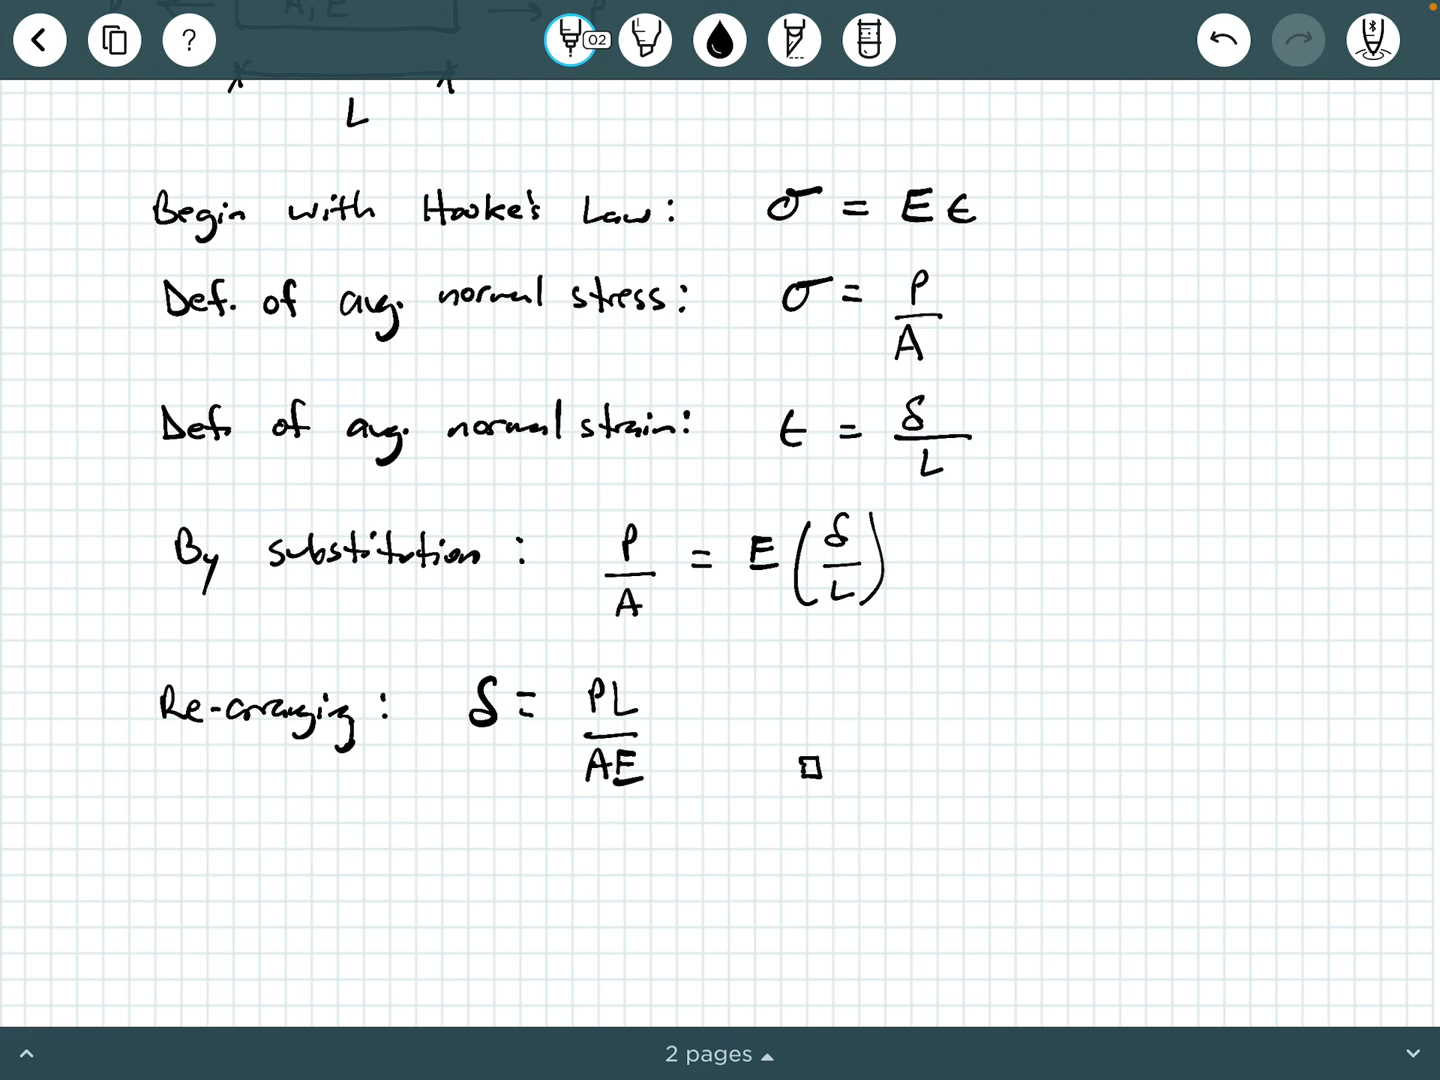 P A, E P
?
02
L
Begin with Hooke's Law: σ = E ϵ
Def. of avg. normal stress: σ = P/A
Def. of avg. normal strain: ϵ = δ/L
By substitution: P/A = E(δ/L)
Re-arranging: δ = PL/AE □
2 pages